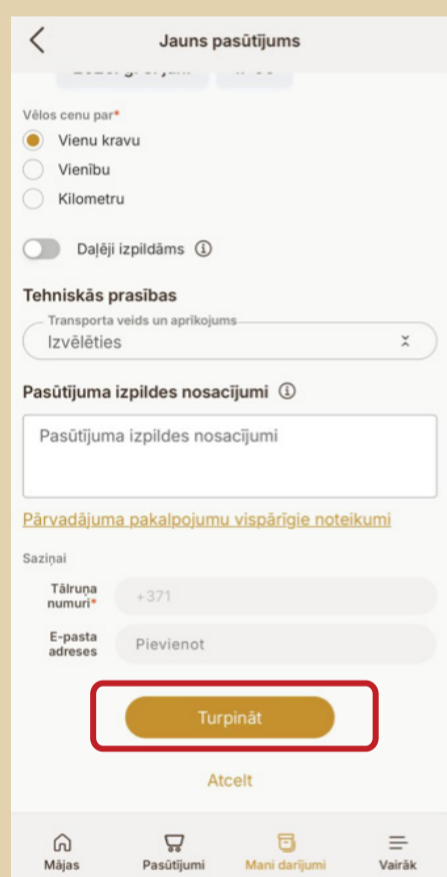 Jauns pasūtījums
Vēlos cenu par*
Vienu kravu
Vienību
Kilometru
Daļēji izpildāms
Tehniskās prasības
Transporta veids un aprīkojums
Izvēlēties
Pasūtījuma izpildes nosacījumi
Pasūtījuma izpildes nosacījumi
Pārvadājuma pakalpojumu vispārīgie noteikumi
Saziņai
Tālruņa
numuri*
+371
E-pasta
adreses
Pievienot
Turpināt
Atcelt
Mājas Pasūtījumi Mani darījumi Vairāk